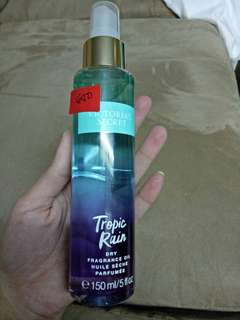 VICTORIA'S
SECRET
Tropic
Rain
DRY
FRAGRANCE OIL
HUILE SÈCHE
PARFUMÉE
℮ 150 ml/5 fl oz